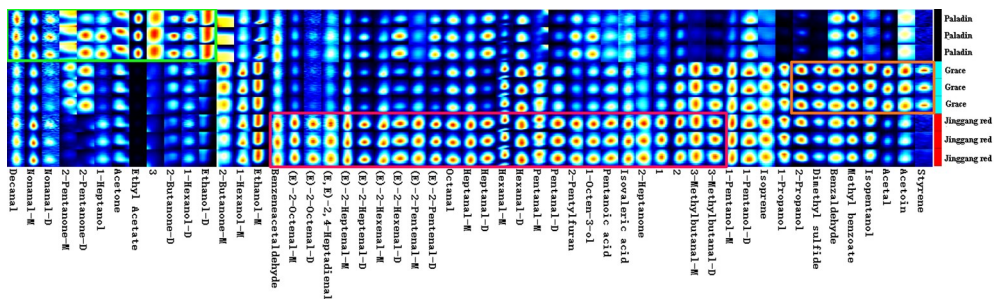 Paladin
Paladin
Paladin
Grace
Grace
Grace
Jinggang red
Jinggang red
Jinggang red
Decanal
Nonanal-M
Nonanal-D
2-Pentanone-M
2-Pentanone-D
1-Heptanol
Acetone
Ethyl Acetate
3
2-Butanone-D
1-Hexanol-D
Ethanol-D
2-Butanone-M
1-Hexanol-M
Ethanol-M
Benzeneacetaldehyde
(E)-2-Octenal-M
(E)-2-Octenal-D
(E,E)-2,4-Heptadienal
(E)-2-Heptenal-M
(E)-2-Heptenal-D
(E)-2-Hexenal-M
(E)-2-Hexenal-D
(E)-2-Pentenal-M
(E)-2-Pentenal-D
Octanal
Heptanal-M
Heptanal-D
Hexanal-M
Hexanal-D
Pentanal-M
Pentanal-D
2-Pentylfuran
1-Octen-3-ol
Pentanoic acid
Isovaleric acid
2-Heptanone
1
2
3-Methylbutanal-M
3-Methylbutanal-D
1-Pentanol-M
1-Pentanol-D
Isoprene
1-Propanol
2-Propanol
Dimethyl sulfide
Benzaldehyde
Methyl benzoate
Isopentanol
Acetal
Acetoin
Styrene